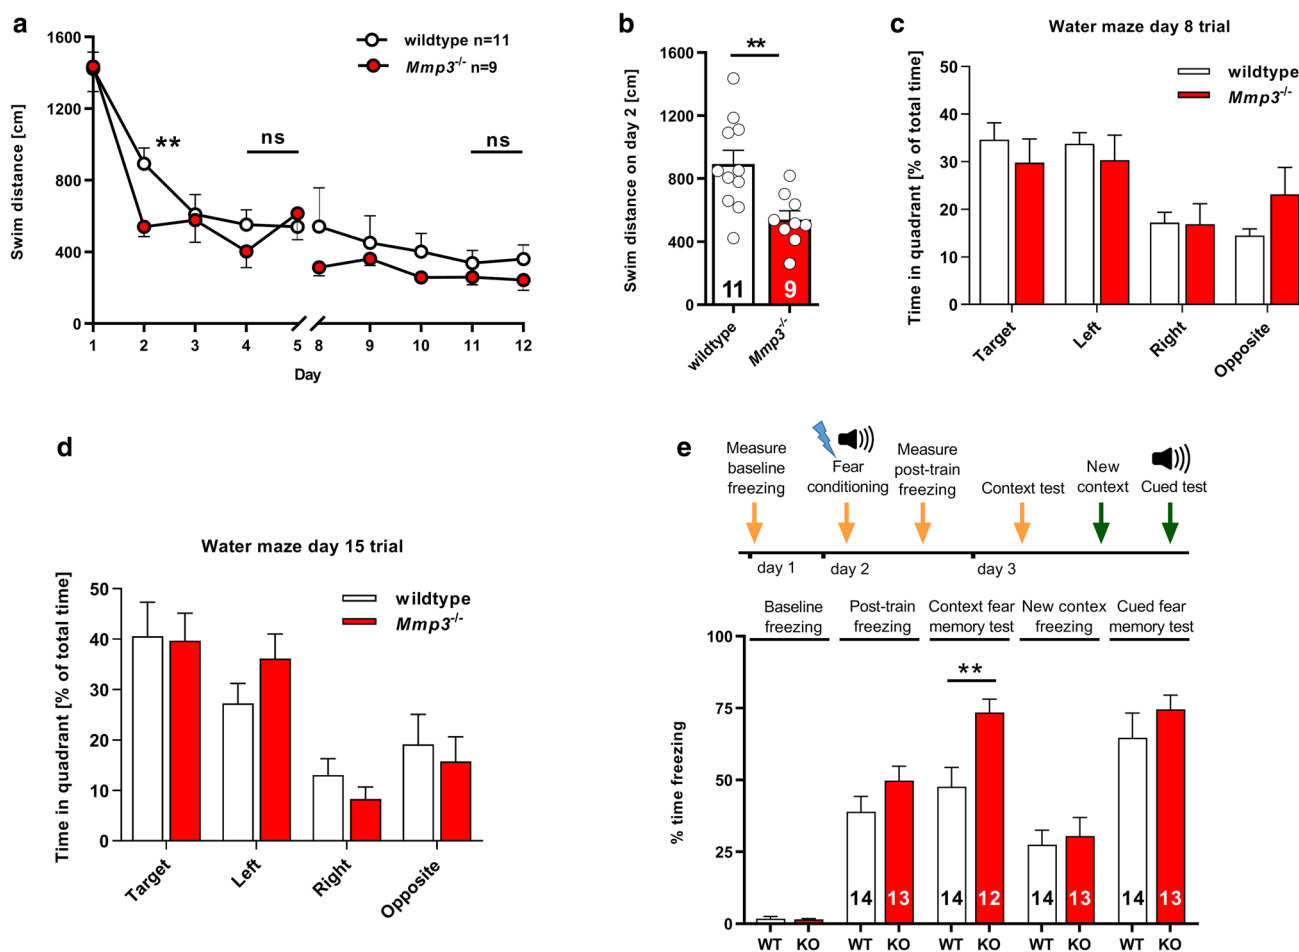 a
1600
1200
800
400
0
Swim distance [cm]
wildtype n=11
Mmp3-/- n=9
**
ns
ns
1 2 3 4 5 8 9 10 11 12
Day
b
1600
1200
800
400
0
Swim distance on day 2 [cm]
**
11 9
wildtype
Mmp3-/-
c
Water maze day 8 trial
wildtype
Mmp3-/-
50
40
30
20
10
0
Time in quadrant [% of total time]
Target Left Right Opposite
d
Water maze day 15 trial
wildtype
Mmp3-/-
50
40
30
20
10
0
Time in quadrant [% of total time]
Target Left Right Opposite
e
Measure
baseline
freezing
Fear
conditioning
Measure
post-train
freezing
Context test
New
context
Cued test
day 1 day 2 day 3
Baseline
freezing
Post-train
freezing
Context fear
memory test
New contex
freezing
Cued fear
memory test
100
75
50
25
0
% time freezing
**
14 13 14 12 14 13 14 13
WT KO WT KO WT KO WT KO WT KO